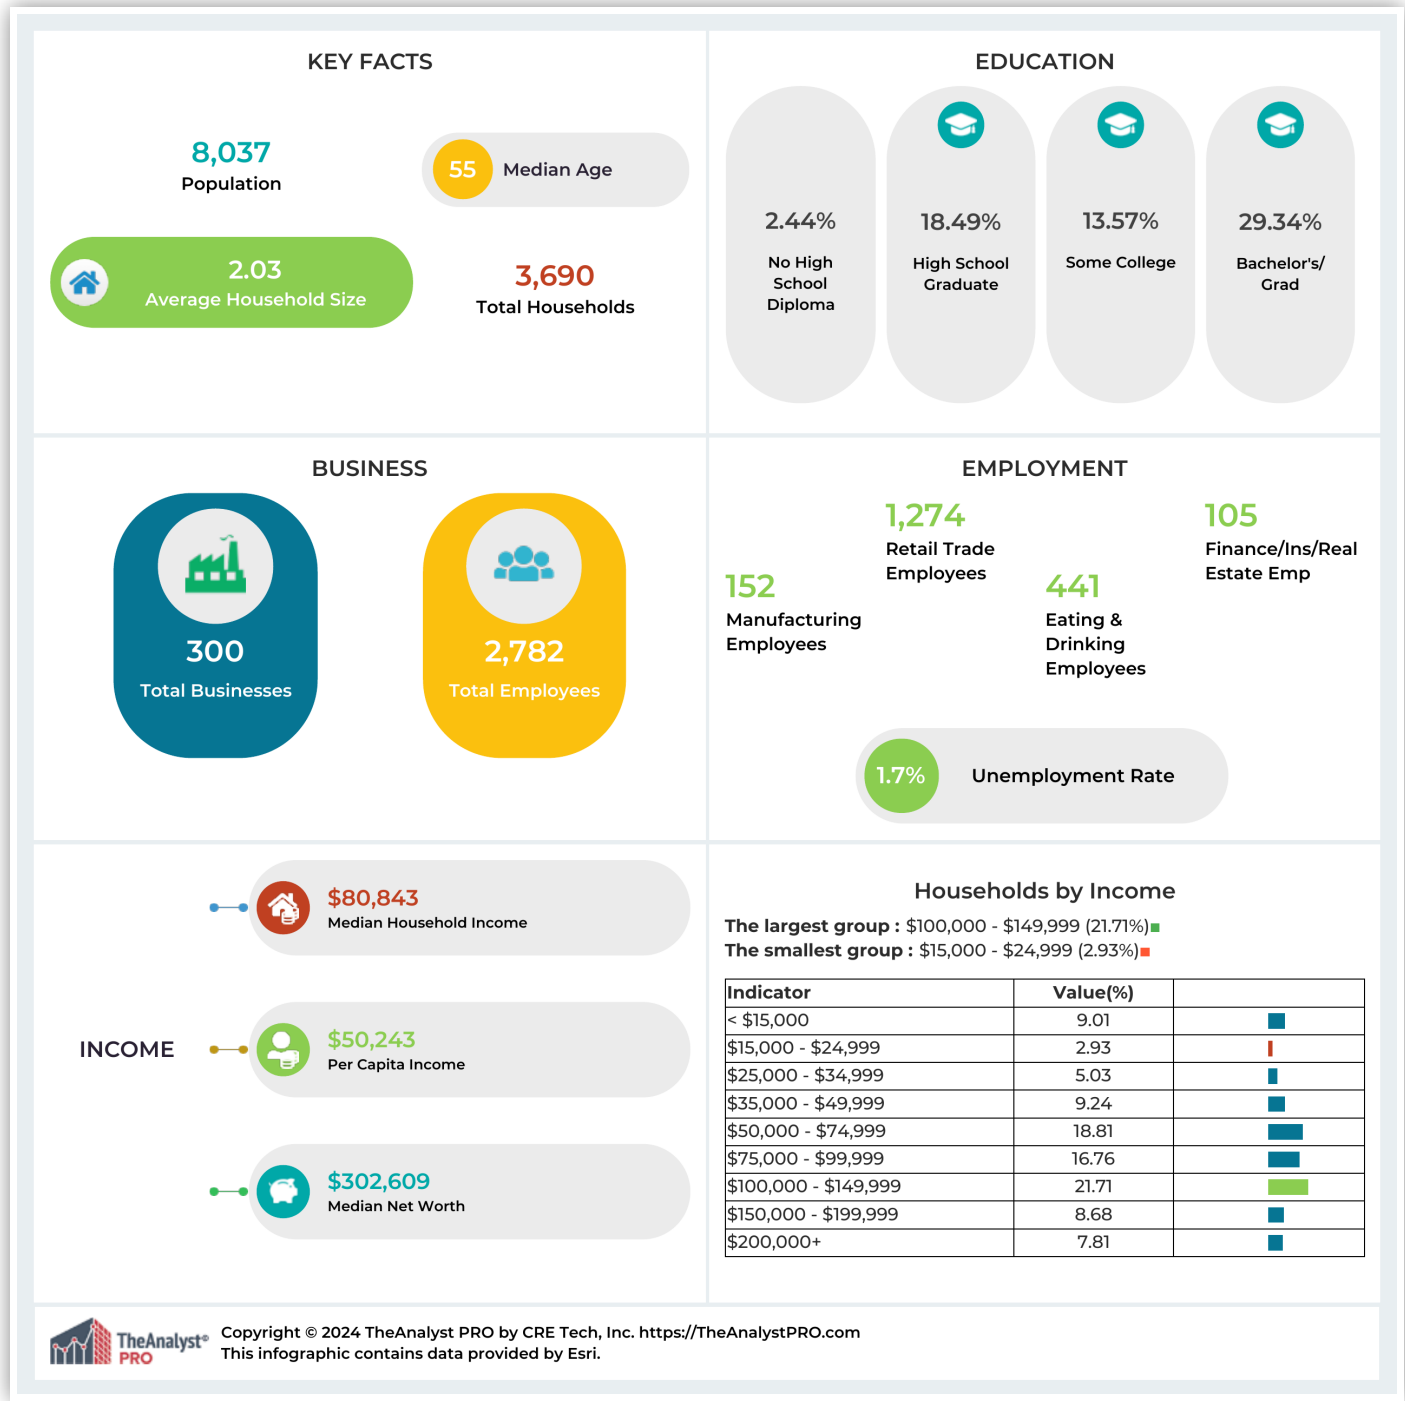 KEY FACTS
8,037
Population
55 Median Age
2.03
Average Household Size
3,690
Total Households
EDUCATION
2.44%
No High
School
Diploma
18.49%
High School
Graduate
13.57%
Some College
29.34%
Bachelor's/
Grad
BUSINESS
300
Total Businesses
2,782
Total Employees
EMPLOYMENT
152
Manufacturing
Employees
1,274
Retail Trade
Employees
441
Eating &
Drinking
Employees
105
Finance/Ins/Real
Estate Emp
1.7% Unemployment Rate
INCOME
$80,843
Median Household Income
$50,243
Per Capita Income
$302,609
Median Net Worth
Households by Income
The largest group : $100,000 - $149,999 (21.71%)
The smallest group : $15,000 - $24,999 (2.93%)
Indicator Value(%)
< $15,000 9.01
$15,000 - $24,999 2.93
$25,000 - $34,999 5.03
$35,000 - $49,999 9.24
$50,000 - $74,999 18.81
$75,000 - $99,999 16.76
$100,000 - $149,999 21.71
$150,000 - $199,999 8.68
$200,000+ 7.81
TheAnalyst®
PRO
Copyright © 2024 TheAnalyst PRO by CRE Tech, Inc. https://TheAnalystPRO.com
This infographic contains data provided by Esri.